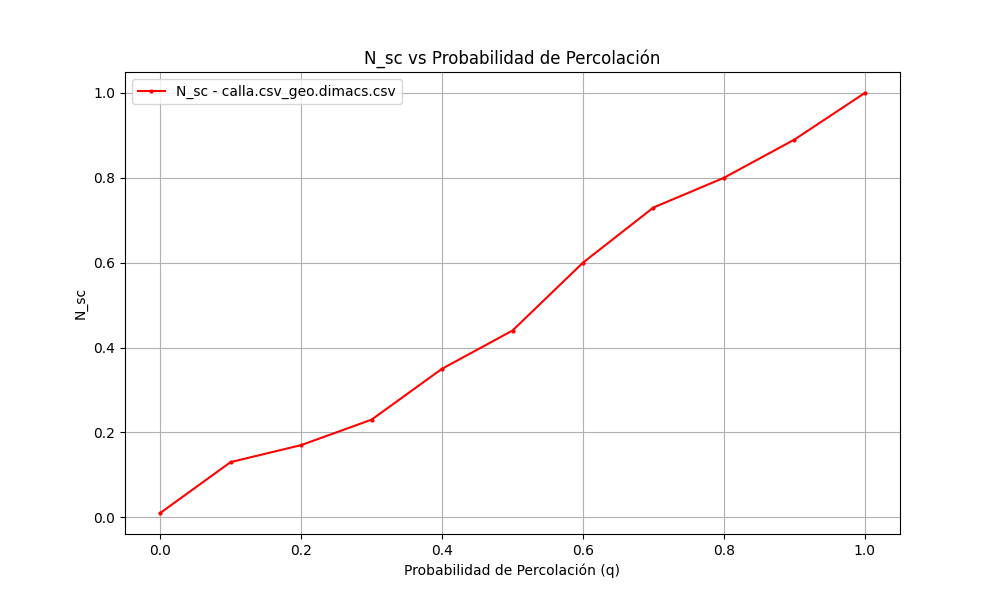 N_sc vs Probabilidad de Percolación
N_sc - calla.csv_geo.dimacs.csv
1.0
0.8
0.6
0.4
0.2
0.0
N_sc
0.0 0.2 0.4 0.6 0.8 1.0
Probabilidad de Percolación (q)